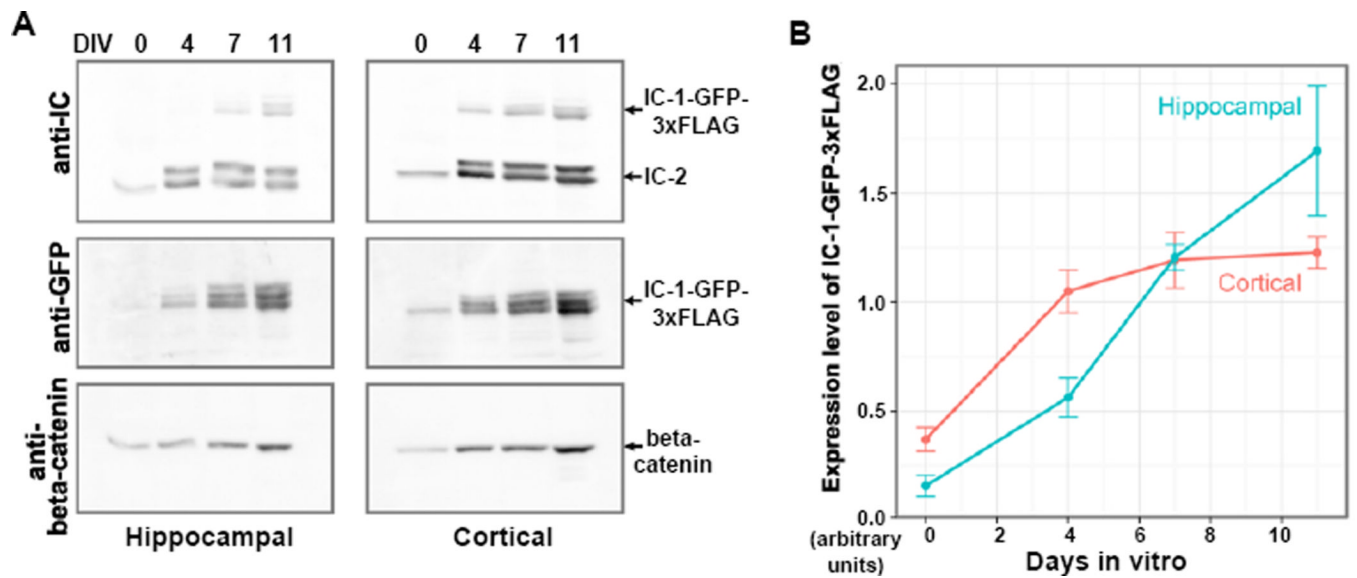 A
DIV 0 4 7 11
0 4 7 11
anti-IC
IC-1-GFP-
3xFLAG
IC-2
anti-GFP
IC-1-GFP-
3xFLAG
anti-
beta-catenin
beta-
catenin
Hippocampal
Cortical
B
Expression level of IC-1-GFP-3xFLAG
2.0
1.5
1.0
0.5
0.0
Hippocampal
Cortical
(arbitrary
units)
0 2 4 6 8 10
Days in vitro